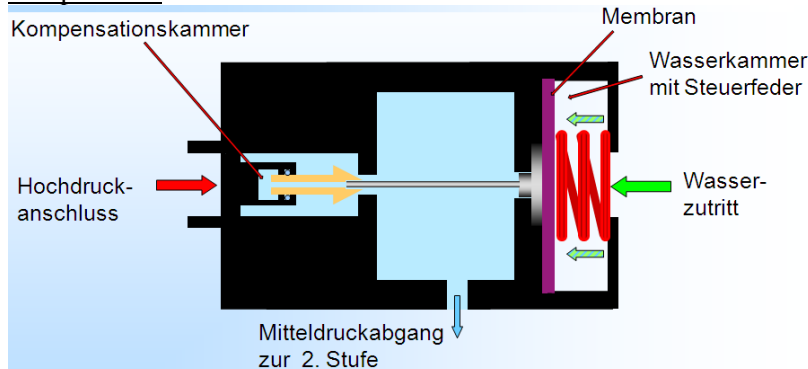 Kompensationskammer
Membran
Wasserkammer
mit Steuerfeder
Hochdruck-
anschluss
Wasser-
zutritt
Mitteldruckabgang
zur 2. Stufe